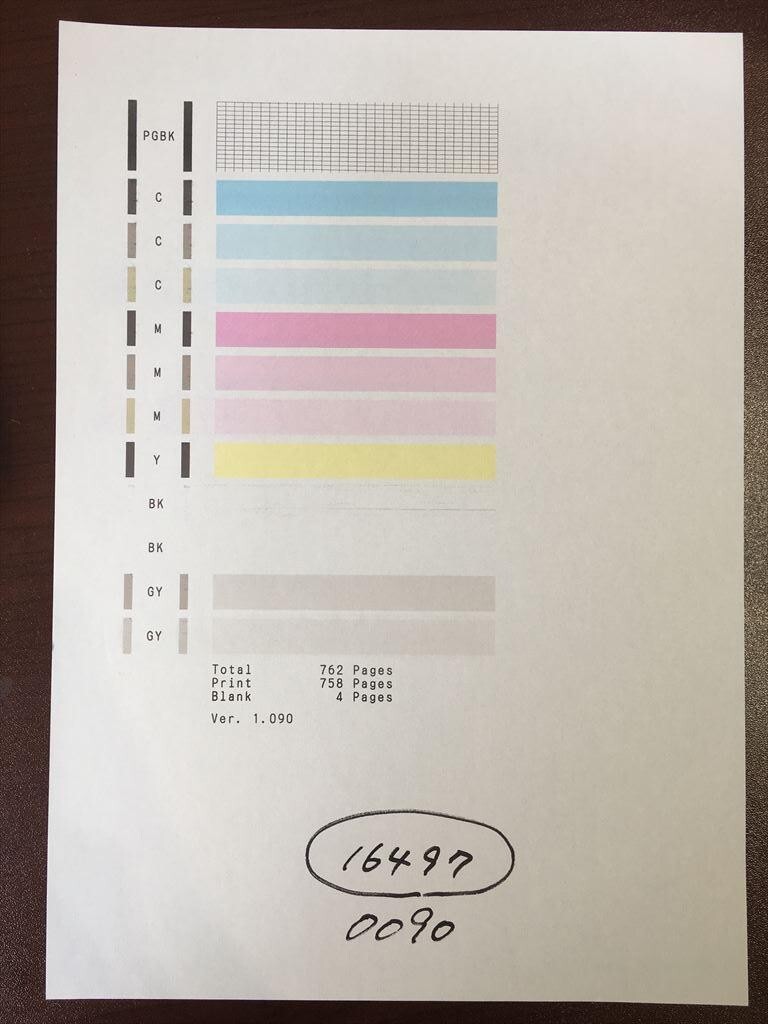 PGBK
C
C
C
M
M
M
Y
BK
BK
GY
GY
Total 762 Pages
Print 758 Pages
Blank 4 Pages
Ver. 1.090
16497
0090